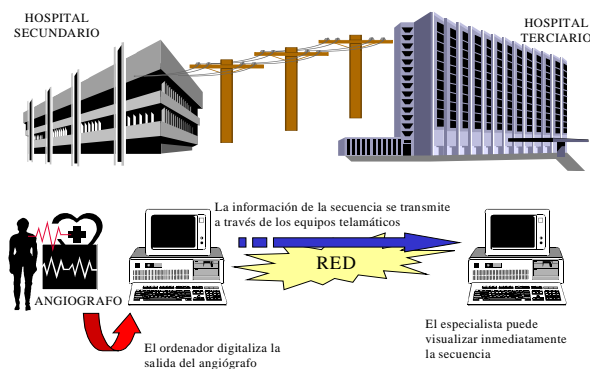 HOSPITAL
SECUNDARIO
HOSPITAL
TERCIARIO
La información de la secuencia se transmite
a través de los equipos telamáticos
RED
ANGIOGRAFO
El ordenador digitaliza la
salida del angiógrafo
El especialista puede
visualizar inmediatamente
la secuencia